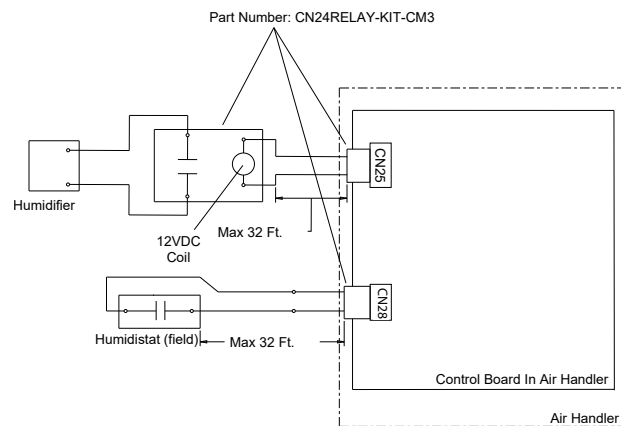 Part Number: CN24RELAY-KIT-CM3
CN25
Humidifier
12VDC
Coil
Max 32 Ft.
CN28
Humidistat (field)
Max 32 Ft.
Control Board In Air Handler
Air Handler